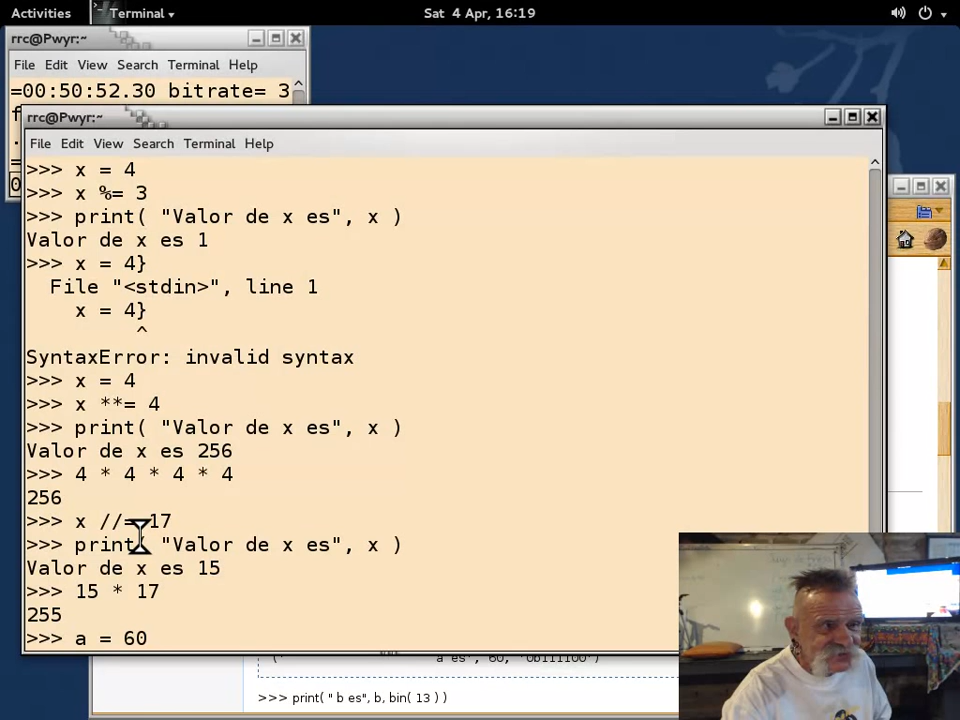 Activities Terminal Sat 4 Apr, 16:19
rrc@Pwyr:~
File Edit View Search Terminal Help
=00:50:52.30 bitrate= 3
rrc@Pwyr:~
File Edit View Search Terminal Help
>>> x = 4
>>> x %= 3
>>> print( "Valor de x es", x )
Valor de x es 1
>>> x = 4}
File "<stdin>", line 1
x = 4}
^
SyntaxError: invalid syntax
>>> x = 4
>>> x **= 4
>>> print( "Valor de x es", x )
Valor de x es 256
>>> 4 * 4 * 4 * 4
256
>>> x //= 17
>>> print( "Valor de x es", x )
Valor de x es 15
>>> 15 * 17
255
>>> a = 60
(' a es", 60, '0b111100')
>>> print( " b es", b, bin( 13 ) )